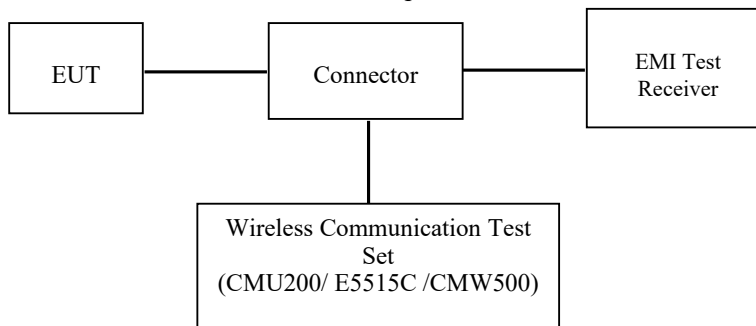 EUT
Connector
EMI Test
Receiver
Wireless Communication Test
Set
(CMU200/ E5515C /CMW500)